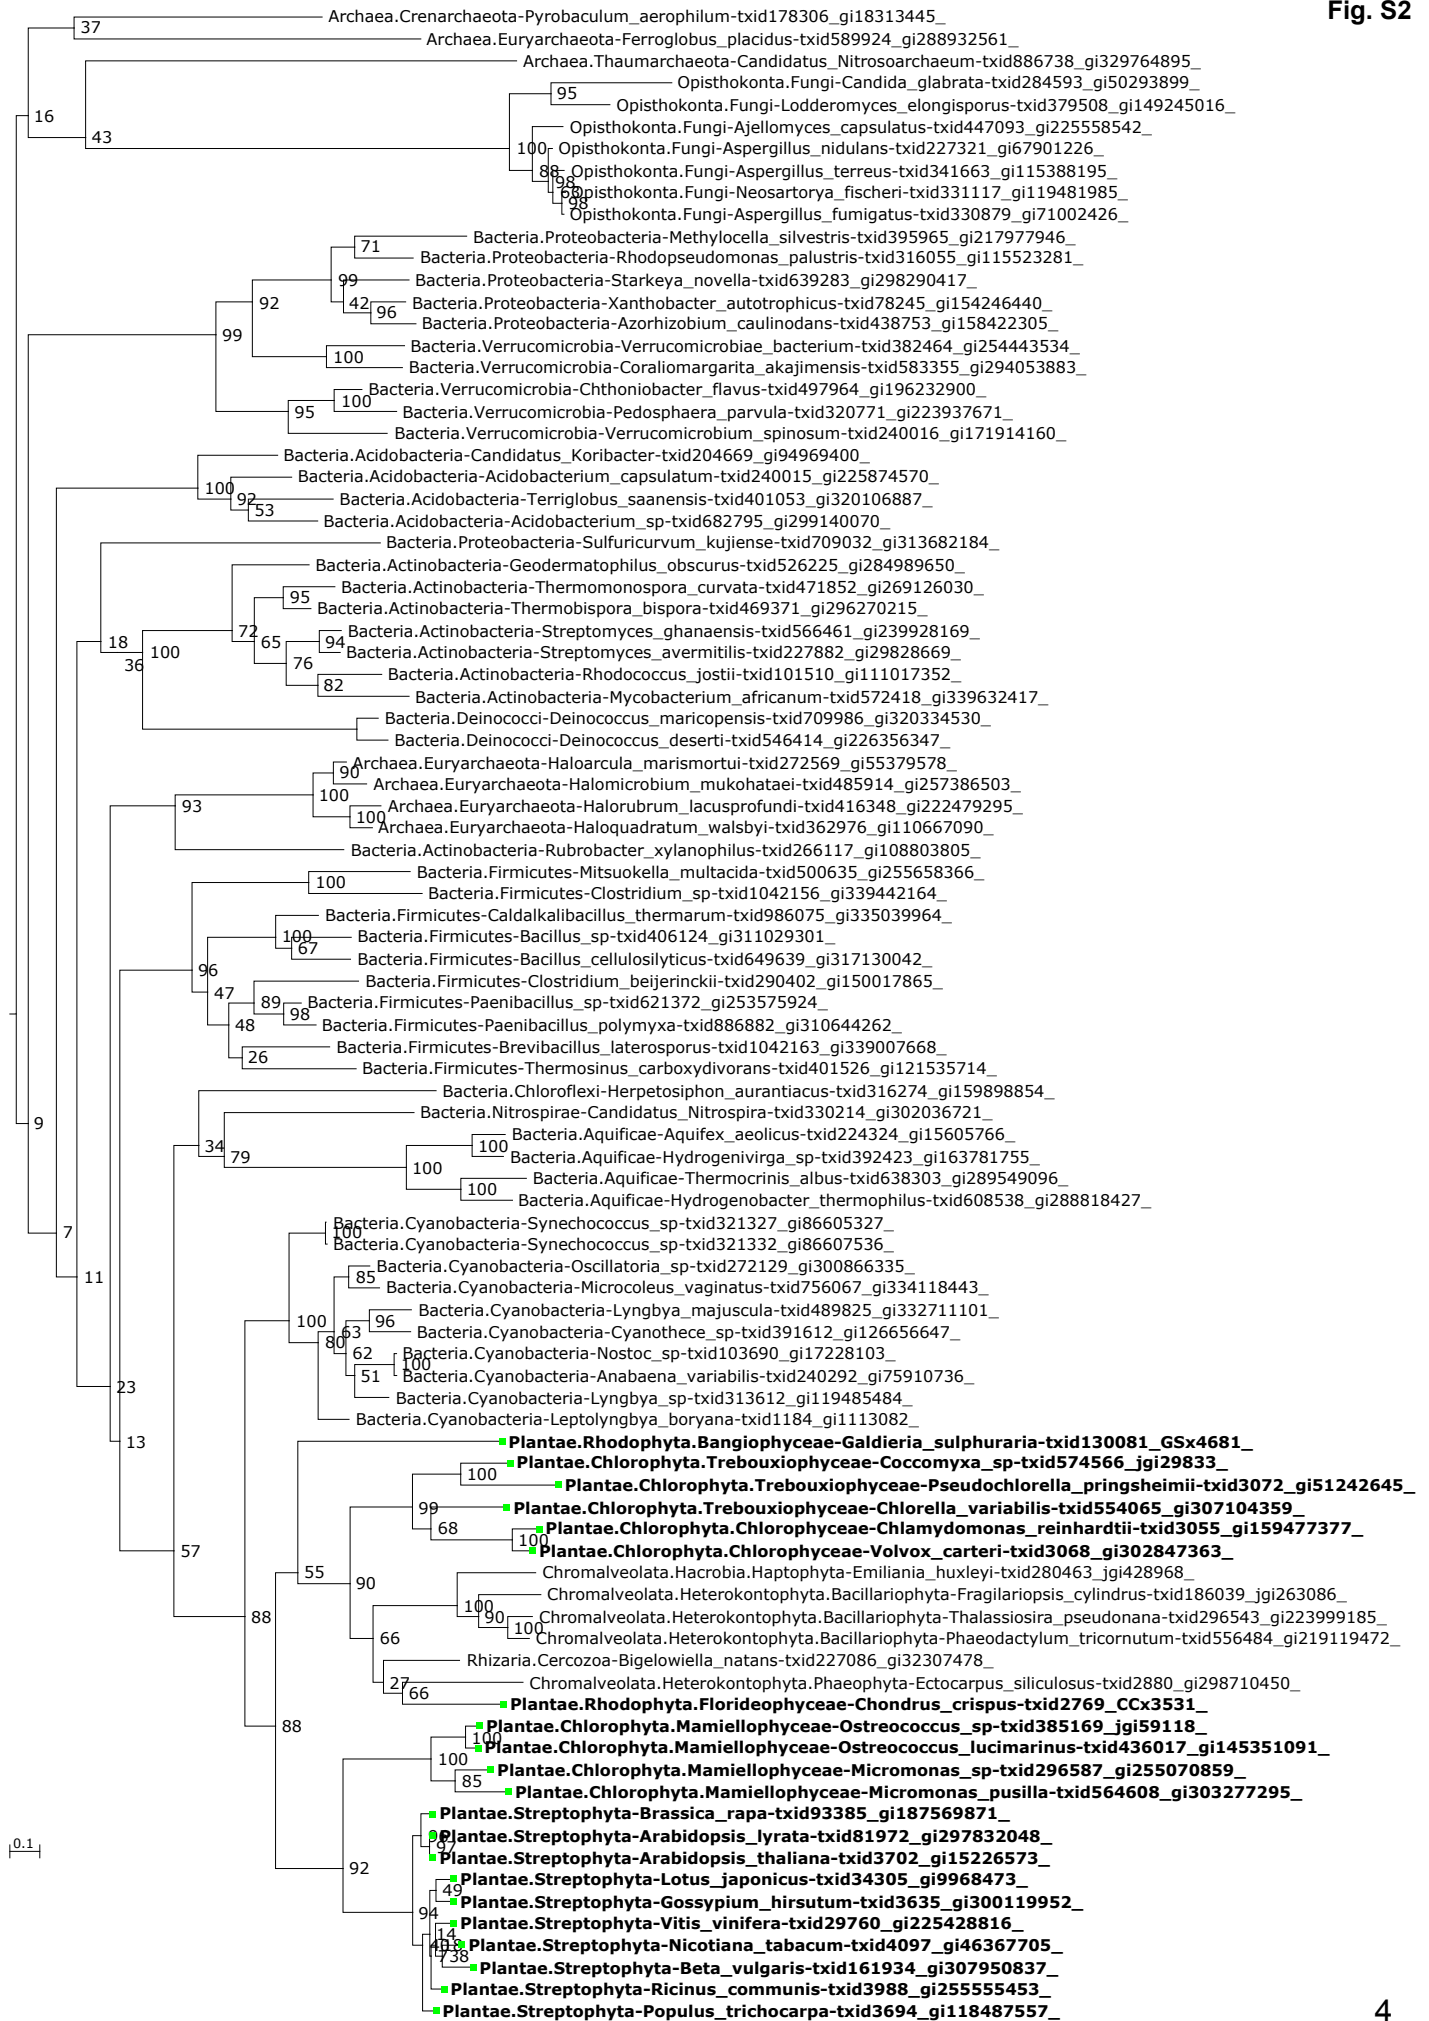 Fig. S2
Archaea.Crenarchaeota-Pyrobaculum_aerophilum-txid178306_gi18313445_
37
Archaea.Euryarchaeota-Ferroglobus_placidus-txid589924_gi288932561_
Archaea.Thaumarchaeota-Candidatus_Nitrosoarchaeum-txid886738_gi329764895_
Opisthokonta.Fungi-Candida_glabrata-txid284593_gi50293899_
95
Opisthokonta.Fungi-Lodderomyces_elongisporus-txid379508_gi149245016_
16
Opisthokonta.Fungi-Ajellomyces_capsulatus-txid447093_gi225558542_
43
100
Opisthokonta.Fungi-Aspergillus_nidulans-txid227321_gi67901226_
88
Opisthokonta.Fungi-Aspergillus_terreus-txid341663_gi115388195_
98
63
Opisthokonta.Fungi-Neosartorya_fischeri-txid331117_gi119481985_
98
Opisthokonta.Fungi-Aspergillus_fumigatus-txid330879_gi71002426_
Bacteria.Proteobacteria-Methylocella_silvestris-txid395965_gi217977946_
71
Bacteria.Proteobacteria-Rhodopseudomonas_palustris-txid316055_gi115523281_
99
Bacteria.Proteobacteria-Starkeya_novella-txid639283_gi298290417_
92
42
Bacteria.Proteobacteria-Xanthobacter_autotrophicus-txid78245_gi154246440_
96
Bacteria.Proteobacteria-Azorhizobium_caulinodans-txid438753_gi158422305_
99
Bacteria.Verrucomicrobia-Verrucomicrobiae_bacterium-txid382464_gi254443534_
100
Bacteria.Verrucomicrobia-Coraliomargarita_akajimensis-txid583355_gi294053883_
Bacteria.Verrucomicrobia-Chthoniobacter_flavus-txid497964_gi196232900_
100
95
Bacteria.Verrucomicrobia-Pedosphaera_parvula-txid320771_gi223937671_
Bacteria.Verrucomicrobia-Verrucomicrobium_spinosum-txid240016_gi171914160_
Bacteria.Acidobacteria-Candidatus_Koribacter-txid204669_gi94969400_
Bacteria.Acidobacteria-Acidobacterium_capsulatum-txid240015_gi225874570_
100
92
Bacteria.Acidobacteria-Terriglobus_saanensis-txid401053_gi320106887_
53
Bacteria.Acidobacteria-Acidobacterium_sp-txid682795_gi299140070_
Bacteria.Proteobacteria-Sulfuricurvum_kujiense-txid709032_gi313682184_
Bacteria.Actinobacteria-Geodermatophilus_obscurus-txid526225_gi284989650_
Bacteria.Actinobacteria-Thermomonospora_curvata-txid471852_gi269126030_
95
Bacteria.Actinobacteria-Thermobispora_bispora-txid469371_gi296270215_
72
Bacteria.Actinobacteria-Streptomyces_ghanaensis-txid566461_gi239928169_
18
65
94
100
Bacteria.Actinobacteria-Streptomyces_avermitilis-txid227882_gi29828669_
36
76
Bacteria.Actinobacteria-Rhodococcus_jostii-txid101510_gi111017352_
82
Bacteria.Actinobacteria-Mycobacterium_africanum-txid572418_gi339632417_
Bacteria.Deinococci-Deinococcus_maricopensis-txid709986_gi320334530_
Bacteria.Deinococci-Deinococcus_deserti-txid546414_gi226356347_
Archaea.Euryarchaeota-Haloarcula_marismortui-txid272569_gi55379578_
90
Archaea.Euryarchaeota-Halomicrobium_mukohataei-txid485914_gi257386503_
100
93
Archaea.Euryarchaeota-Halorubrum_lacusprofundi-txid416348_gi222479295_
100
Archaea.Euryarchaeota-Haloquadratum_walsbyi-txid362976_gi110667090_
Bacteria.Actinobacteria-Rubrobacter_xylanophilus-txid266117_gi108803805_
Bacteria.Firmicutes-Mitsuokella_multacida-txid500635_gi255658366_
100
Bacteria.Firmicutes-Clostridium_sp-txid1042156_gi339442164_
Bacteria.Firmicutes-Caldalkalibacillus_thermarum-txid986075_gi335039964_
100
Bacteria.Firmicutes-Bacillus_sp-txid406124_gi311029301_
67
Bacteria.Firmicutes-Bacillus_cellulosilyticus-txid649639_gi317130042_
96
Bacteria.Firmicutes-Clostridium_beijerinckii-txid290402_gi150017865_
47
89
Bacteria.Firmicutes-Paenibacillus_sp-txid621372_gi253575924_
98
48
Bacteria.Firmicutes-Paenibacillus_polymyxa-txid886882_gi310644262_
Bacteria.Firmicutes-Brevibacillus_laterosporus-txid1042163_gi339007668_
26
Bacteria.Firmicutes-Thermosinus_carboxydivorans-txid401526_gi121535714_
Bacteria.Chloroflexi-Herpetosiphon_aurantiacus-txid316274_gi159898854_
9
Bacteria.Nitrospirae-Candidatus_Nitrospira-txid330214_gi302036721_
34
Bacteria.Aquificae-Aquifex_aeolicus-txid224324_gi15605766_
100
79
Bacteria.Aquificae-Hydrogenivirga_sp-txid392423_gi163781755_
100
Bacteria.Aquificae-Thermocrinis_albus-txid638303_gi289549096_
100
Bacteria.Aquificae-Hydrogenobacter_thermophilus-txid608538_gi288818427_
Bacteria.Cyanobacteria-Synechococcus_sp-txid321327_gi86605327_
7
100
Bacteria.Cyanobacteria-Synechococcus_sp-txid321332_gi86607536_
Bacteria.Cyanobacteria-Oscillatoria_sp-txid272129_gi300866335_
11
85
Bacteria.Cyanobacteria-Microcoleus_vaginatus-txid756067_gi334118443_
Bacteria.Cyanobacteria-Lyngbya_majuscula-txid489825_gi332711101_
100
96
63
Bacteria.Cyanobacteria-Cyanothece_sp-txid391612_gi126656647_
80
62
Bacteria.Cyanobacteria-Nostoc_sp-txid103690_gi17228103_
100
51
Bacteria.Cyanobacteria-Anabaena_variabilis-txid240292_gi75910736_
23
Bacteria.Cyanobacteria-Lyngbya_sp-txid313612_gi119485484_
Bacteria.Cyanobacteria-Leptolyngbya_boryana-txid1184_gi1113082_
13
Plantae.Rhodophyta.Bangiophyceae-Galdieria_sulphuraria-txid130081_GSx4681_
Plantae.Chlorophyta.Trebouxiophyceae-Coccomyxa_sp-txid574566_jgi29833_
100
Plantae.Chlorophyta.Trebouxiophyceae-Pseudochlorella_pringsheimii-txid3072_gi51242645_
99
Plantae.Chlorophyta.Trebouxiophyceae-Chlorella_variabilis-txid554065_gi307104359_
68
Plantae.Chlorophyta.Chlorophyceae-Chlamydomonas_reinhardtii-txid3055_gi159477377_
100
57
Plantae.Chlorophyta.Chlorophyceae-Volvox_carteri-txid3068_gi302847363_
55
Chromalveolata.Hacrobia.Haptophyta-Emiliania_huxleyi-txid280463_jgi428968_
90
Chromalveolata.Heterokontophyta.Bacillariophyta-Fragilariopsis_cylindrus-txid186039_jgi263086_
100
88
90
Chromalveolata.Heterokontophyta.Bacillariophyta-Thalassiosira_pseudonana-txid296543_gi223999185_
100
66
Chromalveolata.Heterokontophyta.Bacillariophyta-Phaeodactylum_tricornutum-txid556484_gi219119472_
Rhizaria.Cercozoa-Bigelowiella_natans-txid227086_gi32307478_
27
Chromalveolata.Heterokontophyta.Phaeophyta-Ectocarpus_siliculosus-txid2880_gi298710450_
66
Plantae.Rhodophyta.Florideophyceae-Chondrus_crispus-txid2769_CCx3531_
88
Plantae.Chlorophyta.Mamiellophyceae-Ostreococcus_sp-txid385169_jgi59118_
100
Plantae.Chlorophyta.Mamiellophyceae-Ostreococcus_lucimarinus-txid436017_gi145351091_
100
Plantae.Chlorophyta.Mamiellophyceae-Micromonas_sp-txid296587_gi255070859_
85
Plantae.Chlorophyta.Mamiellophyceae-Micromonas_pusilla-txid564608_gi303277295_
Plantae.Streptophyta-Brassica_rapa-txid93385_gi187569871_
0.1
Plantae.Streptophyta-Arabidopsis_lyrata-txid81972_gi297832048_
97
Plantae.Streptophyta-Arabidopsis_thaliana-txid3702_gi15226573_
92
Plantae.Streptophyta-Lotus_japonicus-txid34305_gi9968473_
49
Plantae.Streptophyta-Gossypium_hirsutum-txid3635_gi300119952_
94
Plantae.Streptophyta-Vitis_vinifera-txid29760_gi225428816_
14
Plantae.Streptophyta-Nicotiana_tabacum-txid4097_gi46367705_
38
Plantae.Streptophyta-Beta_vulgaris-txid161934_gi307950837_
Plantae.Streptophyta-Ricinus_communis-txid3988_gi255555453_
Plantae.Streptophyta-Populus_trichocarpa-txid3694_gi118487557_
4